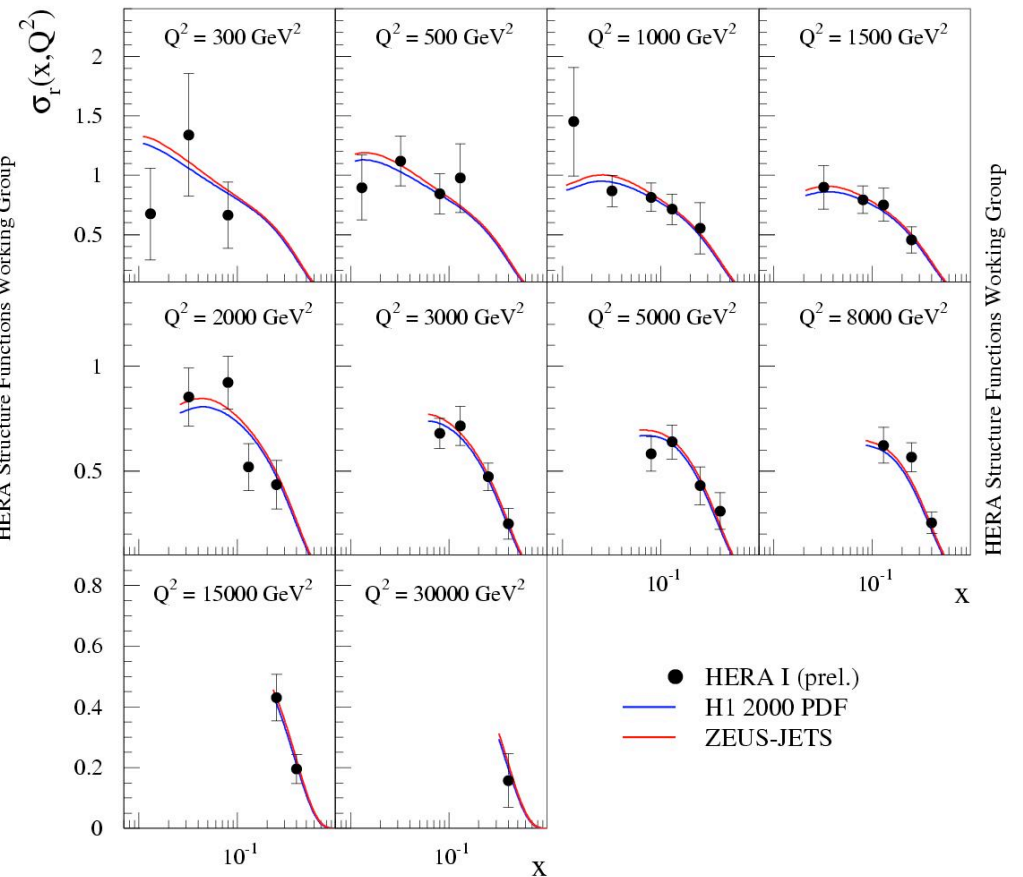 σr(x,Q²)
HERA Structure Functions Working Group
HERA Structure Functions Working Group
Q² = 300 GeV²
Q² = 500 GeV²
Q² = 1000 GeV²
Q² = 1500 GeV²
2
1.5
1
0.5
Q² = 2000 GeV²
Q² = 3000 GeV²
Q² = 5000 GeV²
Q² = 8000 GeV²
1
0.5
10⁻¹
10⁻¹
x
Q² = 15000 GeV²
Q² = 30000 GeV²
0.8
0.6
0.4
0.2
0
10⁻¹
10⁻¹
x
HERA I (prel.)
H1 2000 PDF
ZEUS-JETS